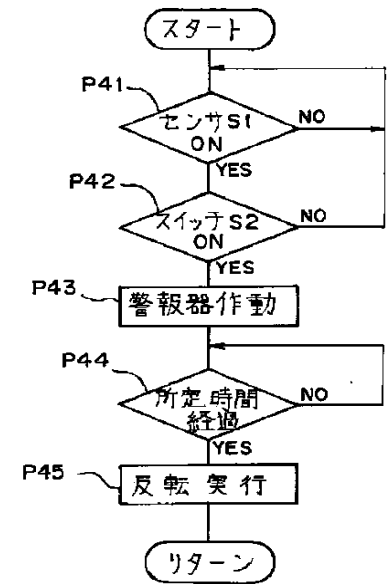 スタート
P41
センサS1
ON
NO
YES
P42
スイッチS2
ON
NO
YES
P43
警報器作動
P44
所定時間
経過
NO
YES
P45
反転実行
リターン